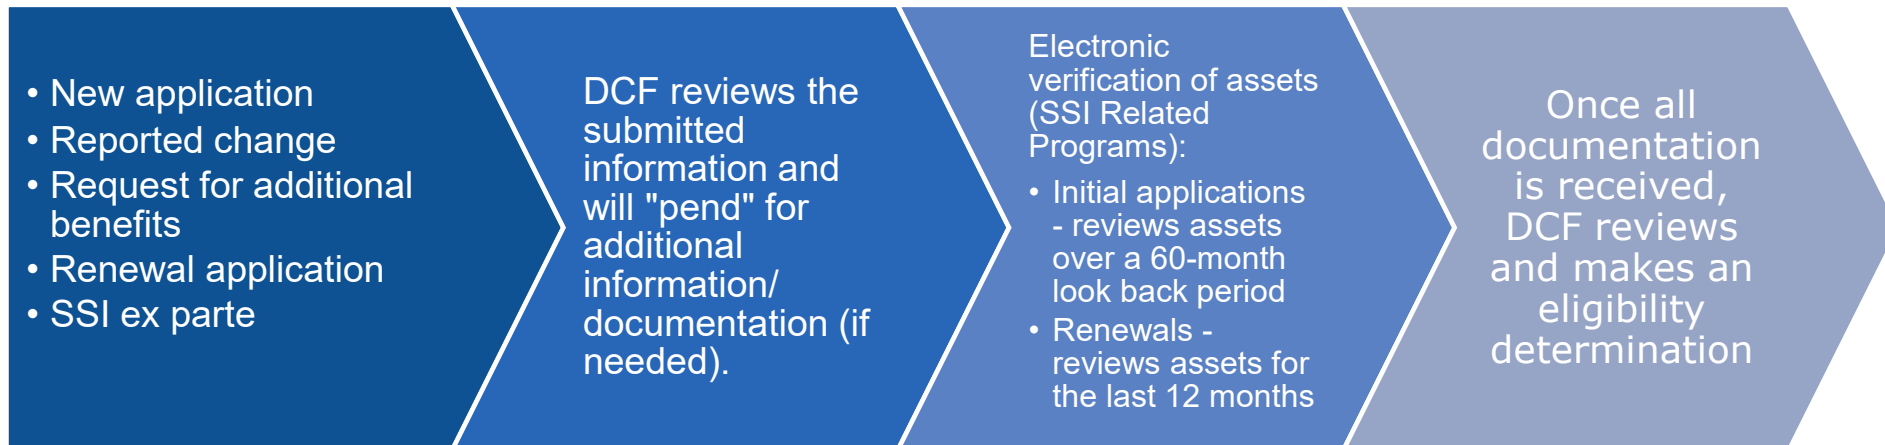 • New application
• Reported change
• Request for additional
benefits
• Renewal application
• SSI ex parte
DCF reviews the
submitted
information and
will "pend" for
additional
information/
documentation (if
needed).
Electronic
verification of assets
(SSI Related
Programs):
• Initial applications
- reviews assets
over a 60-month
look back period
• Renewals -
reviews assets for
the last 12 months
Once all
documentation
is received,
DCF reviews
and makes an
eligibility
determination